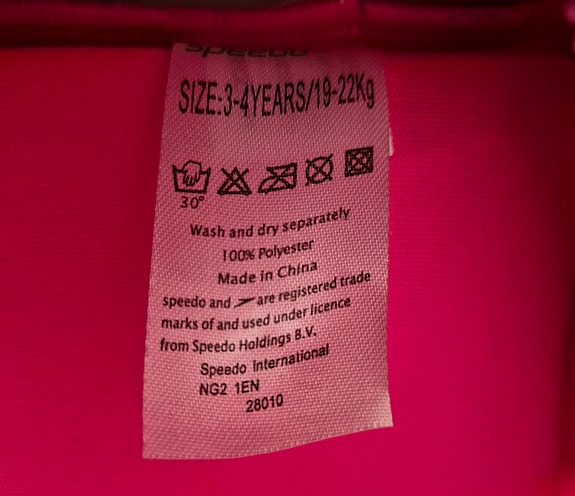 speedo
SIZE:3-4YEARS/19-22Kg
30°
Wash and dry separately
100% Polyester
Made in China
speedo and are registered trade
marks of and used under licence
from Speedo Holdings B.V.
Speedo International
NG2 1EN
28010